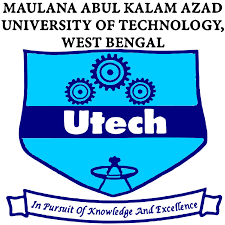 MAULANA ABUL KALAM AZAD
UNIVERSITY OF TECHNOLOGY,
WEST BENGAL
Utech
In Pursuit Of Knowledge And Excellence